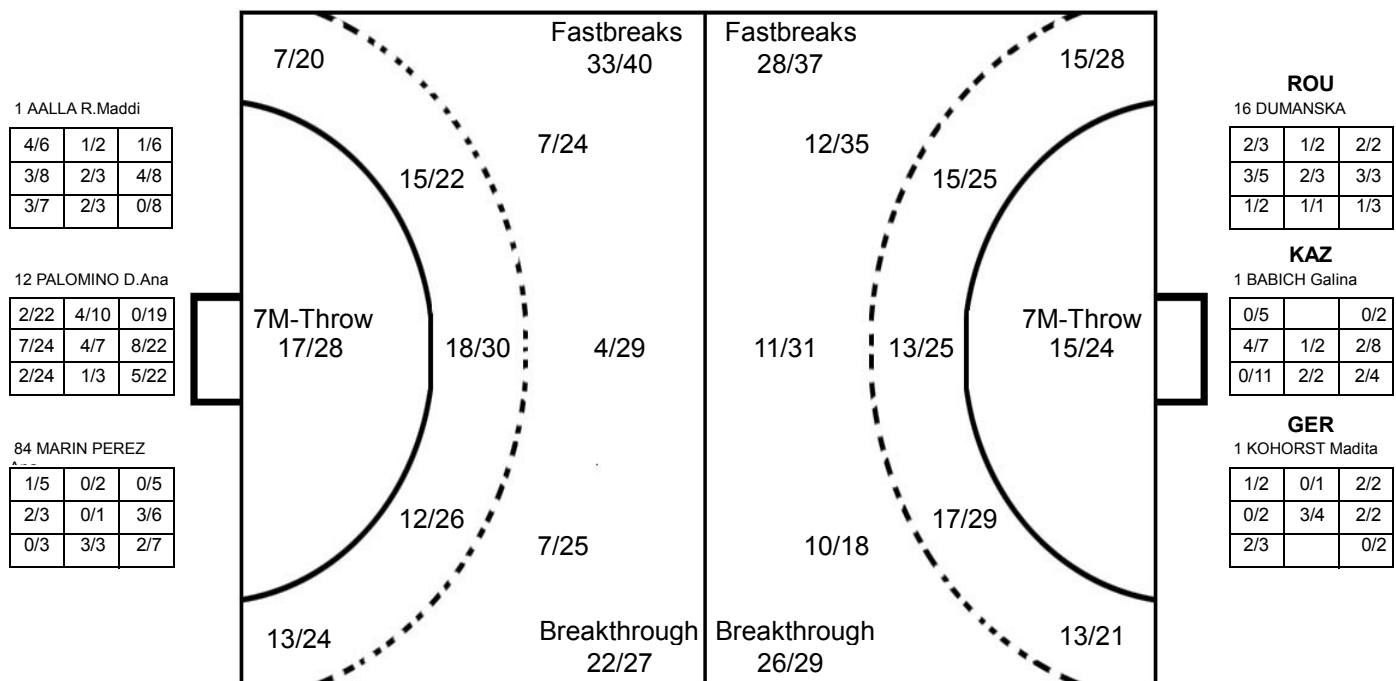 1 AALLA R.Maddi
4/6 1/2 1/6
3/8 2/3 4/8
3/7 2/3 0/8
12 PALOMINO D.Ana
2/22 4/10 0/19
7/24 4/7 8/22
2/24 1/3 5/22
84 MARIN PEREZ
1/5 0/2 0/5
2/3 0/1 3/6
0/3 3/3 2/7
7/20
Fastbreaks
33/40
7/24
15/22
7M-Throw
17/28
18/30
4/29
12/26
7/25
13/24
Breakthrough
22/27
Fastbreaks
28/37
15/28
12/35
15/25
11/31
13/25
7M-Throw
15/24
17/29
10/18
13/21
Breakthrough
26/29
ROU
16 DUMANSKA
2/3 1/2 2/2
3/5 2/3 3/3
1/2 1/1 1/3
KAZ
1 BABICH Galina
0/5 0/2
4/7 1/2 2/8
0/11 2/2 2/4
GER
1 KOHORST Madita
1/2 0/1 2/2
0/2 3/4 2/2
2/3 0/2